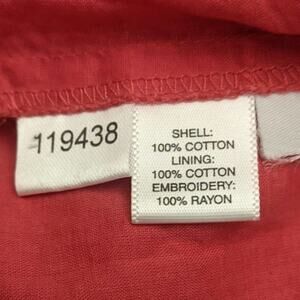 119438
SHELL:
100% COTTON
LINING:
100% COTTON
EMBROIDERY:
100% RAYON